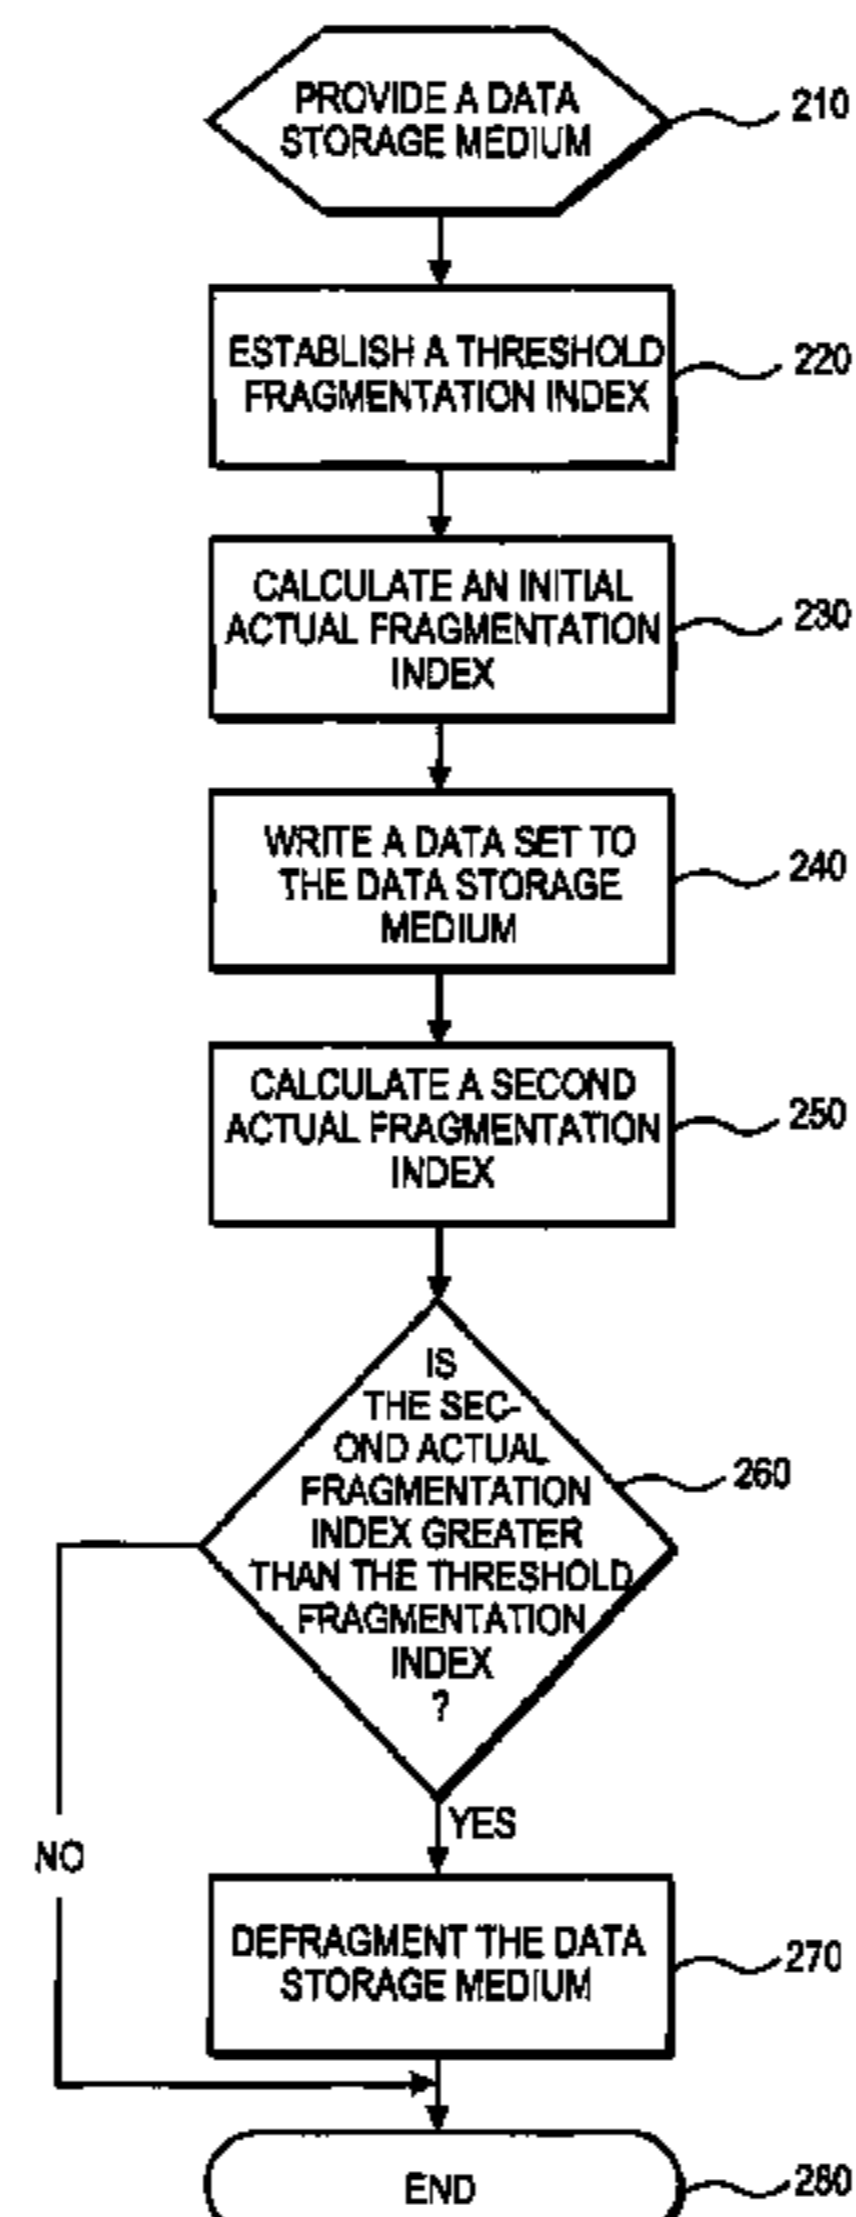 PROVIDE A DATA
STORAGE MEDIUM
210
ESTABLISH A THRESHOLD
FRAGMENTATION INDEX
220
CALCULATE AN INITIAL
ACTUAL FRAGMENTATION
INDEX
230
WRITE A DATA SET TO
THE DATA STORAGE
MEDIUM
240
CALCULATE A SECOND
ACTUAL FRAGMENTATION
INDEX
250
IS
THE SEC-
OND ACTUAL
FRAGMENTATION
INDEX GREATER
THAN THE THRESHOLD
FRAGMENTATION
INDEX
?
260
YES
NO
DEFRAGMENT THE DATA
STORAGE MEDIUM
270
END
280